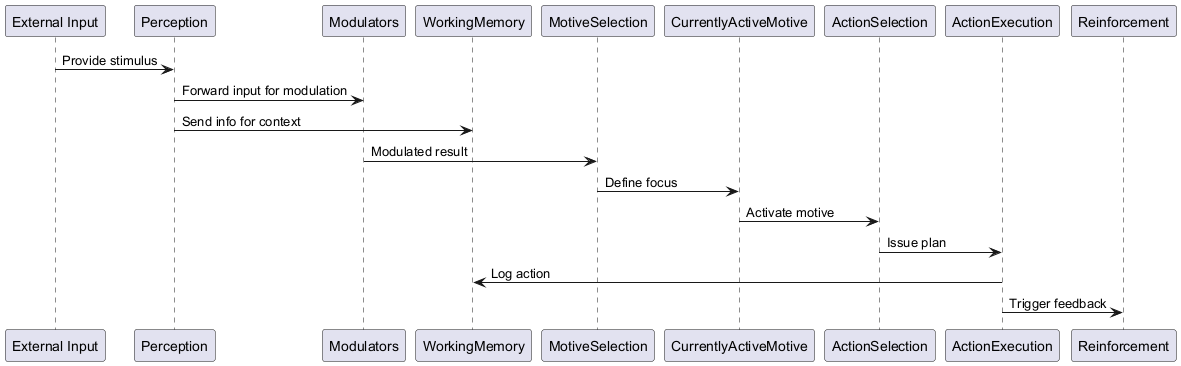 External Input Perception Modulators WorkingMemory MotiveSelection CurrentlyActiveMotive ActionSelection ActionExecution Reinforcement
Provide stimulus
Forward input for modulation
Send info for context
Modulated result
Define focus
Activate motive
Issue plan
Log action
Trigger feedback
External Input Perception Modulators WorkingMemory MotiveSelection CurrentlyActiveMotive ActionSelection ActionExecution Reinforcement